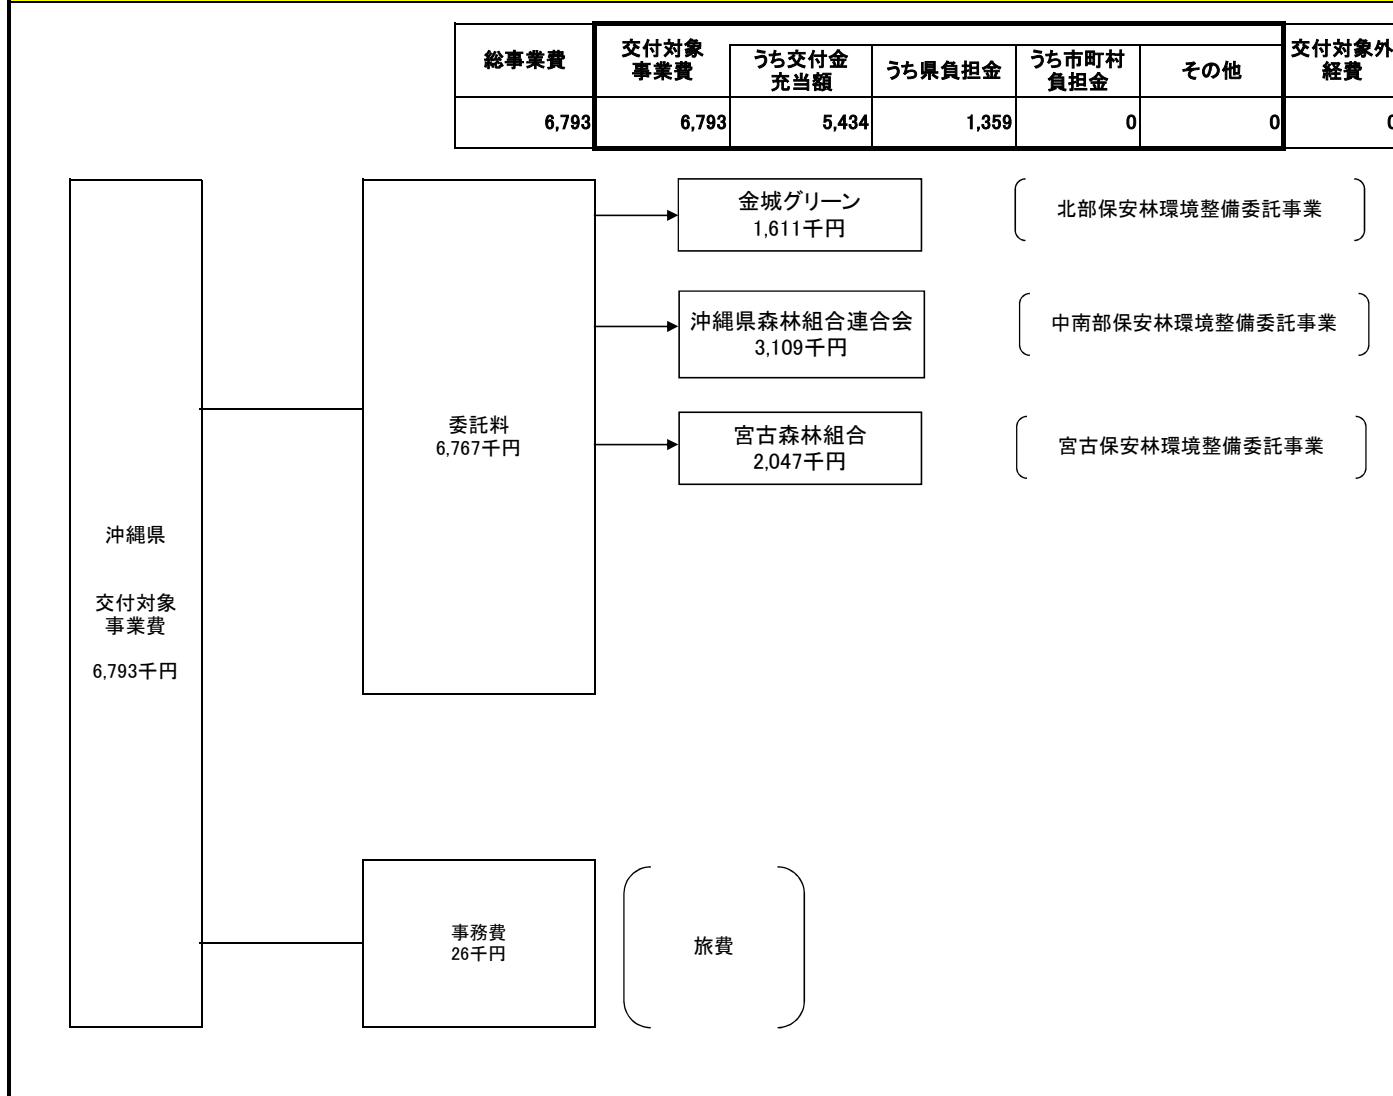 総事業費
交付対象
事業費
うち交付金
充当額
うち県負担金
うち市町村
負担金
その他
交付対象外
経費
6,793
6,793
5,434
1,359
0
0
0
金城グリーン
1,611千円
北部保安林環境整備委託事業
沖縄県森林組合連合会
3,109千円
中南部保安林環境整備委託事業
委託料
6,767千円
宮古森林組合
2,047千円
宮古保安林環境整備委託事業
沖縄県
交付対象
事業費
6,793千円
事務費
26千円
旅費